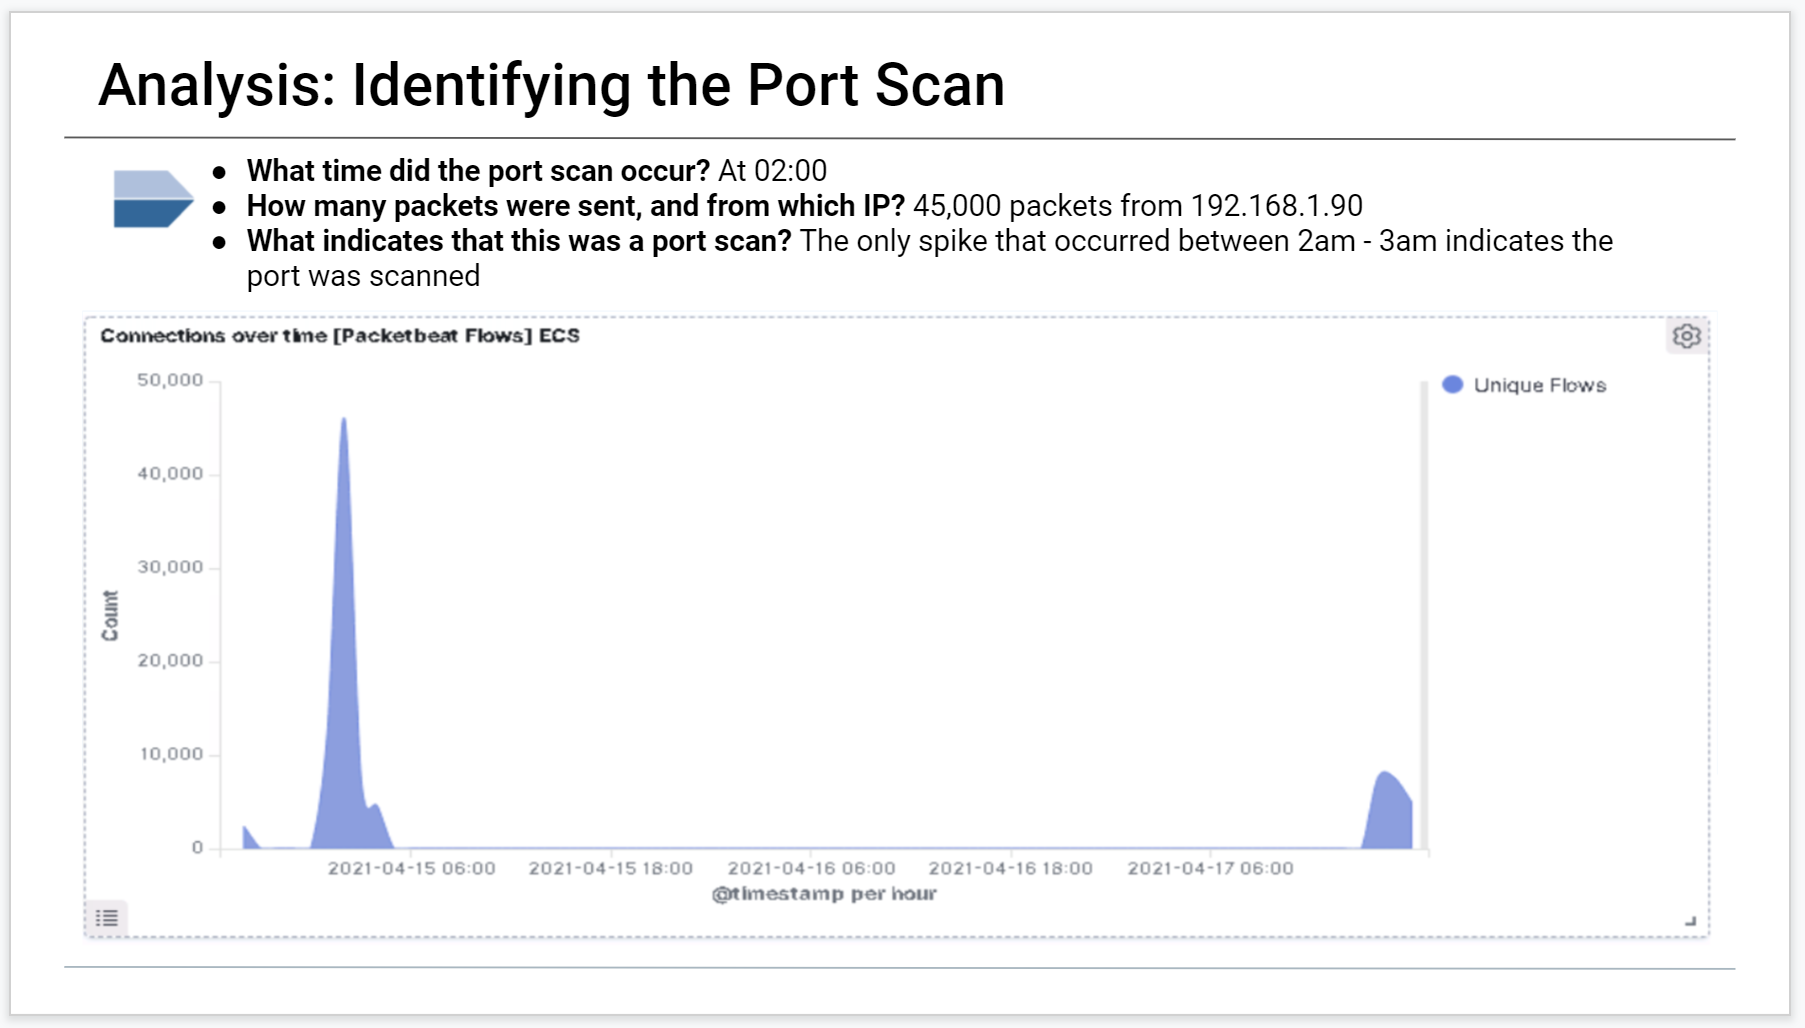 Analysis: Identifying the Port Scan
● What time did the port scan occur? At 02:00
● How many packets were sent, and from which IP? 45,000 packets from 192.168.1.90
● What indicates that this was a port scan? The only spike that occurred between 2am - 3am indicates the
port was scanned
Connections over time [Packetbeat Flows] ECS
50,000
40,000
30,000
20,000
10,000
0
Count
Unique Flows
2021-04-15 06:00
2021-04-15 18:00
2021-04-16 06:00
2021-04-16 18:00
2021-04-17 06:00
@timestamp per hour